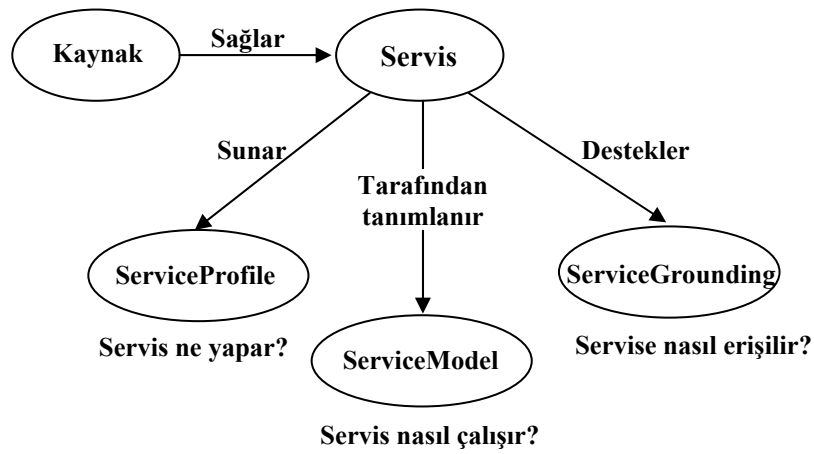 Kaynak
Sağlar
Servis
Sunar
Tarafından
tanımlanır
Destekler
ServiceProfile
Servis ne yapar?
ServiceModel
Servis nasıl çalışır?
ServiceGrounding
Servise nasıl erişilir?